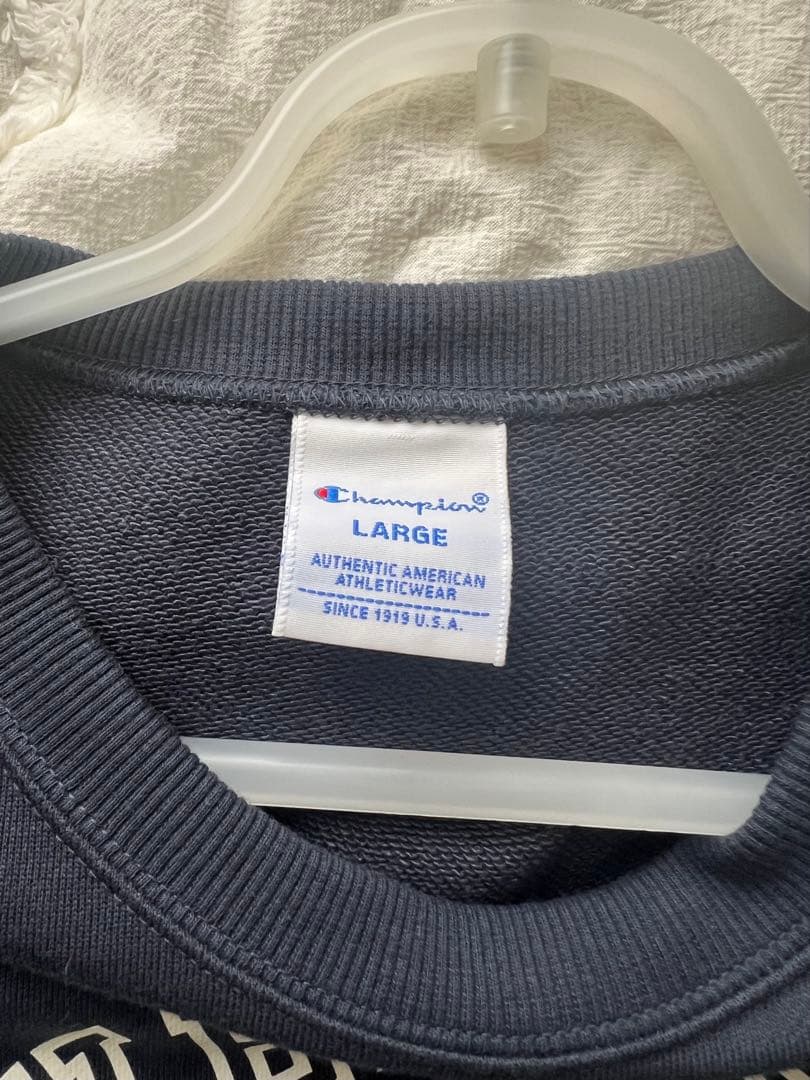 Champion®
LARGE
AUTHENTIC AMERICAN
ATHLETICWEAR
SINCE 1919 U.S.A.